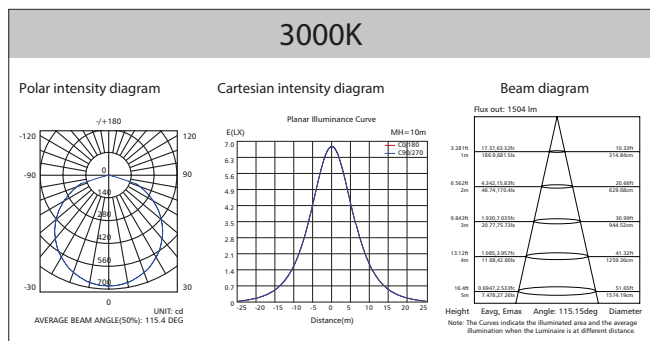 3000K
Polar intensity diagram
-/+180
-120
120
-90
90
0
140
280
420
560
700
-30
30
0
UNIT: cd
AVERAGE BEAM ANGLE(50%): 115.4 DEG
Cartesian intensity diagram
Planar Illuminance Curve
E(LX)
MH=10m
C0/180
C90/270
7.0
6.3
5.6
4.9
4.2
3.5
2.8
2.1
1.4
0.7
0
-25 -20 -15 -10 -5 0 5 10 15 20 25
Distance(m)
Beam diagram
Flux out: 1504 lm
3.281ft 17.37,63.32fc 10.33ft
1m 186.9,681.5lx 314.84cm
6.562ft 4.342,15.83fc 20.66ft
2m 46.74,170.4lx 629.68cm
9.843ft 1.930,7.035fc 30.99ft
3m 20.77,75.73lx 944.52cm
13.12ft 1.085,3.957fc 41.32ft
4m 11.68,42.60lx 1259.36cm
16.4ft 0.6947,2.533fc 51.65ft
5m 7.478,27.26lx 1574.19cm
Height Eavg, Emax Angle: 115.15deg Diameter
Note: The Curves indicate the illuminated area and the average
illumination when the Luminaire is at different distance.